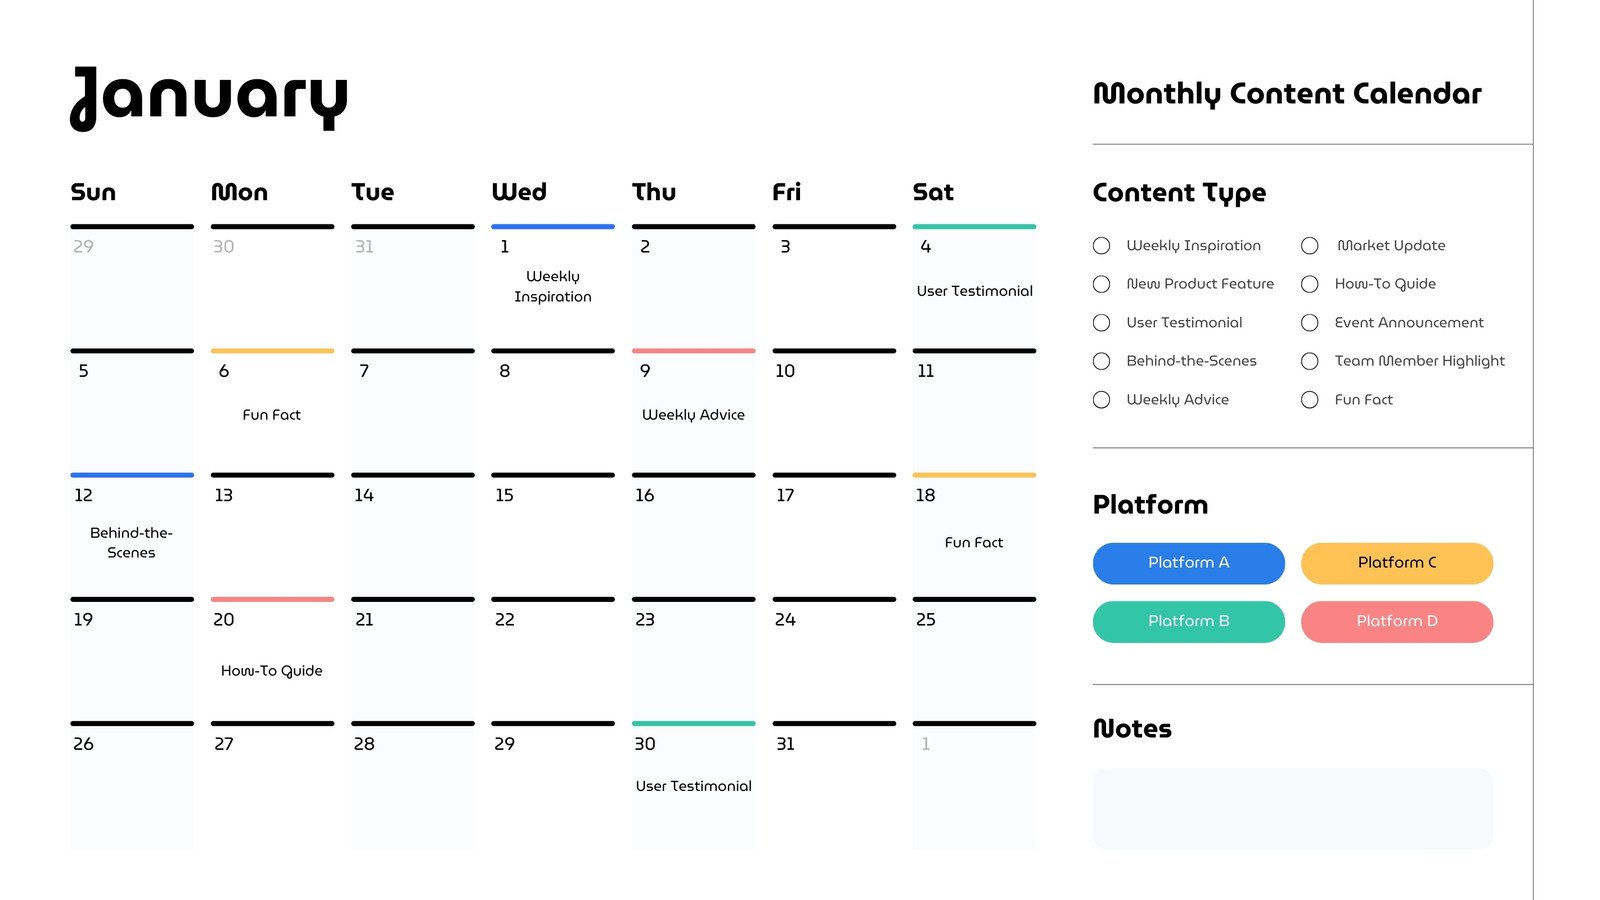 January
Sun Mon Tue Wed Thu Fri Sat
29 30 31 1 2 3 4
Weekly
Inspiration
User Testimonial
5 6 7 8 9 10 11
Fun Fact
Weekly Advice
12 13 14 15 16 17 18
Behind-the-
Scenes
Fun Fact
19 20 21 22 23 24 25
How-To Guide
26 27 28 29 30 31 1
User Testimonial
Monthly Content Calendar
Content Type
Weekly Inspiration
New Product Feature
User Testimonial
Behind-the-Scenes
Weekly Advice
Market Update
How-To Guide
Event Announcement
Team Member Highlight
Fun Fact
Platform
Platform A
Platform C
Platform B
Platform D
Notes